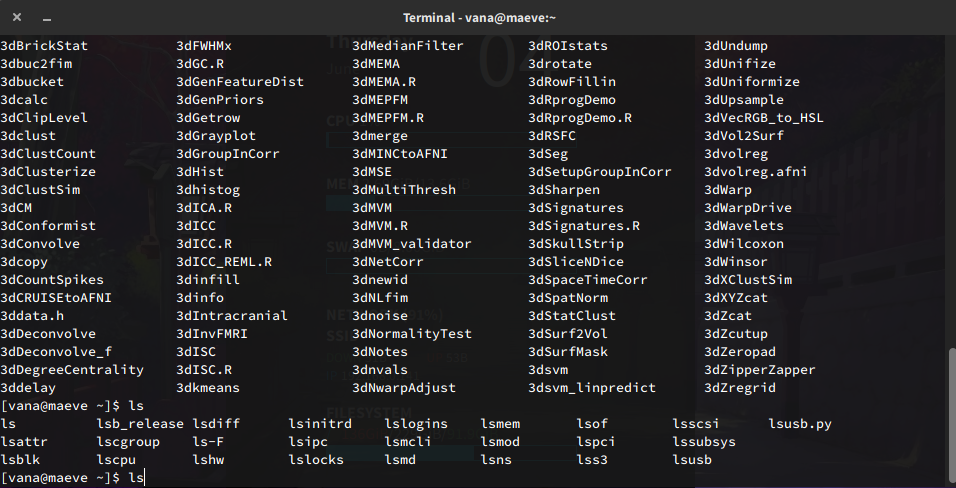 Terminal - vana@maeve:~
3dBrickStat 3dFWHMx 3dMedianFilter 3dROIstats 3dUndump
3dbuc2fim 3dGC.R 3dMEMA 3drotate 3dUnifize
3dbucket 3dGenFeatureDist 3dMEMA.R 3dRowFillin 3dUniformize
3dcalc 3dGenPriors 3dMEPFM 3dRprogDemo 3dUpsample
3dClipLevel 3dGetrow 3dMEPFM.R 3dRprogDemo.R 3dVecRGB_to_HSL
3dclust 3dGrayplot 3dmerge 3dRSFC 3dVol2Surf
3dClustCount 3dGroupInCorr 3dMINCtoAFNI 3dSeg 3dvolreg
3dClusterize 3dHist 3dMSE 3dSetupGroupInCorr 3dvolreg.afni
3dClustSim 3dhistog 3dMultiThresh 3dSharpen 3dWarp
3dCM 3dICA.R 3dMVM 3dSignatures 3dWarpDrive
3dConformist 3dICC 3dMVM.R 3dSignatures.R 3dWavelets
3dConvolve 3dICC.R 3dMVM_validator 3dSkullStrip 3dWilcoxon
3dcopy 3dICC_REML.R 3dNetCorr 3dSliceNDice 3dWinsor
3dCountSpikes 3dinfill 3dnewid 3dSpaceTimeCorr 3dXClustSim
3dCRUISEtoAFNI 3dinfo 3dNLfim 3dSpatNorm 3dXYZcat
3ddata.h 3dIntracranial 3dnoise 3dStatClust 3dZcat
3dDeconvolve 3dInvFMRI 3dNormalityTest 3dSurf2Vol 3dZcutup
3dDeconvolve_f 3dISC 3dNotes 3dSurfMask 3dZeropad
3dDegreeCentrality 3dISC.R 3dnvals 3dsvm 3dZipperZapper
3ddelay 3dkmeans 3dNwarpAdjust 3dsvm_linpredict 3dZregrid
[vana@maeve ~]$ ls
ls lsb_release lsdiff lsinitrd lslogins lsmem lsof lsscsi lsusb.py
lsattr lscgroup ls-F lsipc lsmcli lsmod lspci lssubsys
lsblk lscpu lshw lslocks lsmd lsns lss3 lsusb
[vana@maeve ~]$ ls